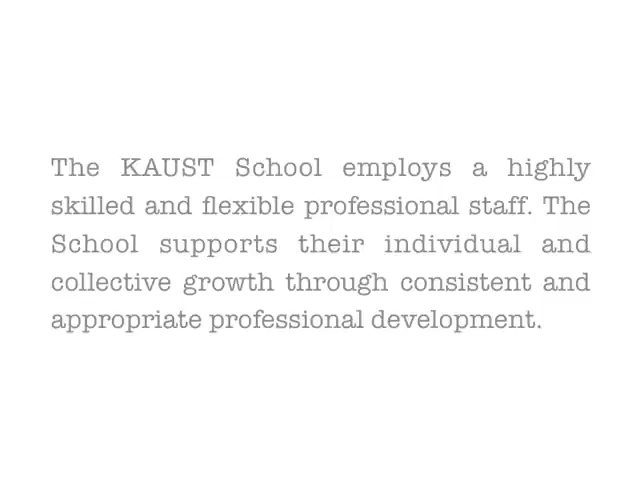 The KAUST School employs a highly
skilled and flexible professional staff. The
School supports their individual and
collective growth through consistent and
appropriate professional development.